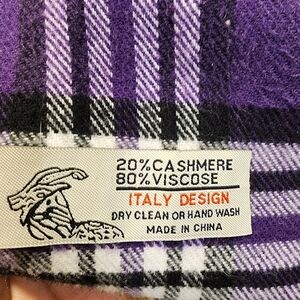 20%CASHMERE
80%VISCOSE
ITALY DESIGN
DRY CLEAN OR HAND WASH
MADE IN CHINA